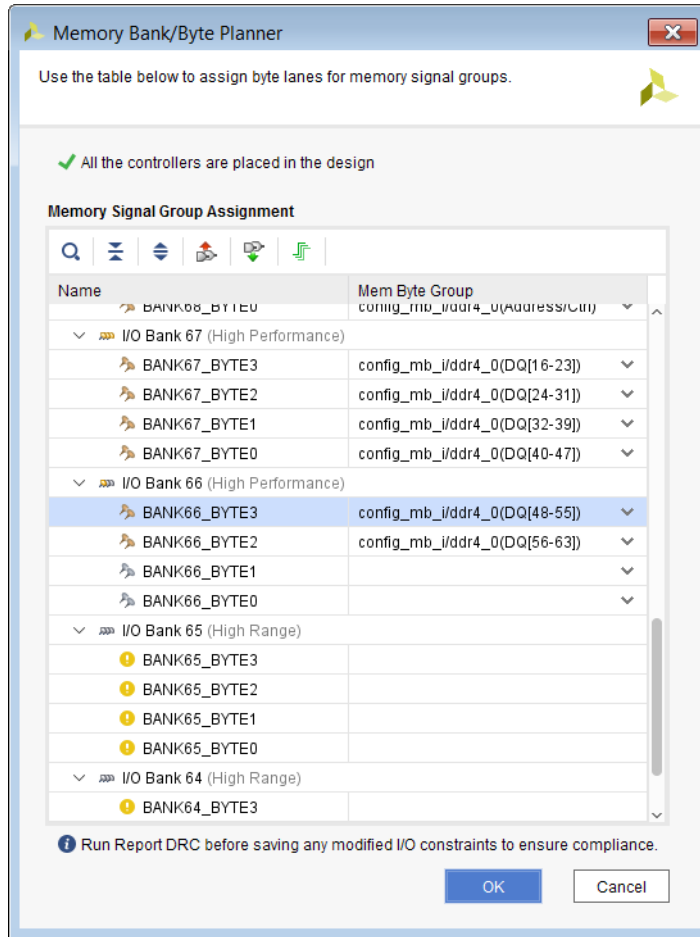 Memory Bank/Byte Planner
Use the table below to assign byte lanes for memory signal groups.
All the controllers are placed in the design
Memory Signal Group Assignment
Name Mem Byte Group
BANK68_BYTE0 config_mb_i/ddr4_0(Address/Ctrl)
I/O Bank 67 (High Performance)
BANK67_BYTE3 config_mb_i/ddr4_0(DQ[16-23])
BANK67_BYTE2 config_mb_i/ddr4_0(DQ[24-31])
BANK67_BYTE1 config_mb_i/ddr4_0(DQ[32-39])
BANK67_BYTE0 config_mb_i/ddr4_0(DQ[40-47])
I/O Bank 66 (High Performance)
BANK66_BYTE3 config_mb_i/ddr4_0(DQ[48-55])
BANK66_BYTE2 config_mb_i/ddr4_0(DQ[56-63])
BANK66_BYTE1
BANK66_BYTE0
I/O Bank 65 (High Range)
BANK65_BYTE3
BANK65_BYTE2
BANK65_BYTE1
BANK65_BYTE0
I/O Bank 64 (High Range)
BANK64_BYTE3
Run Report DRC before saving any modified I/O constraints to ensure compliance.
OK Cancel